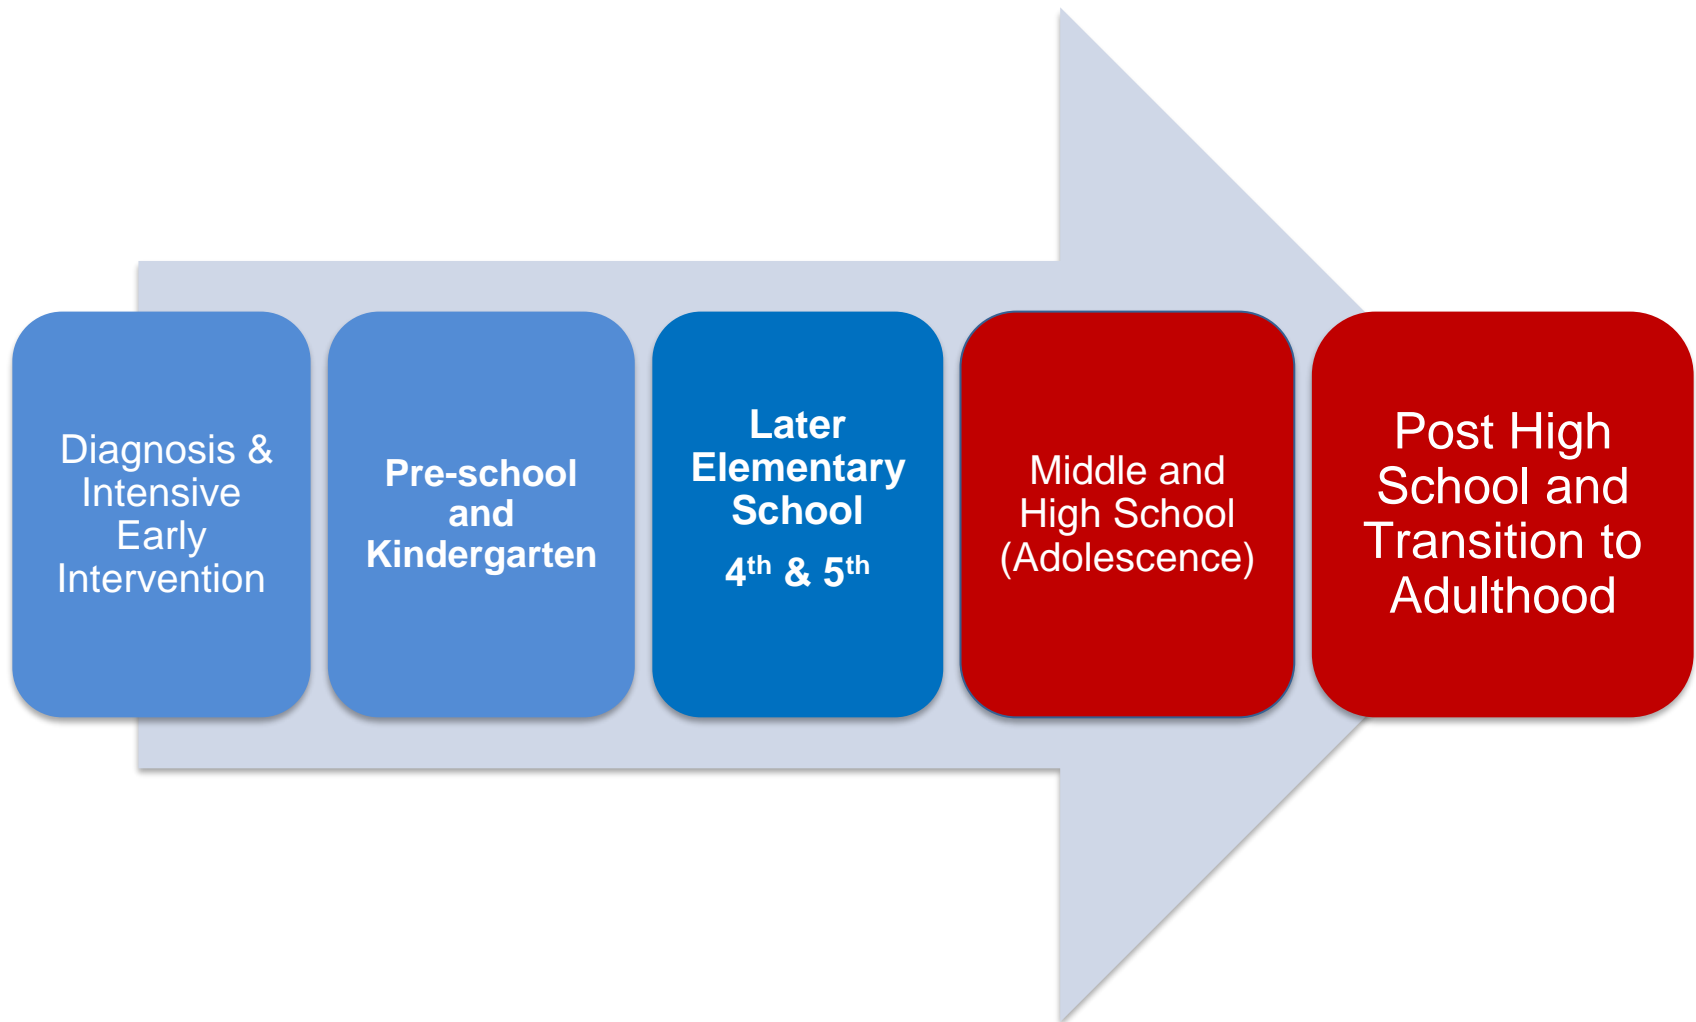 Diagnosis &
Intensive
Early
Intervention
Pre-school
and
Kindergarten
Later
Elementary
School
4th & 5th
Middle and
High School
(Adolescence)
Post High
School and
Transition to
Adulthood